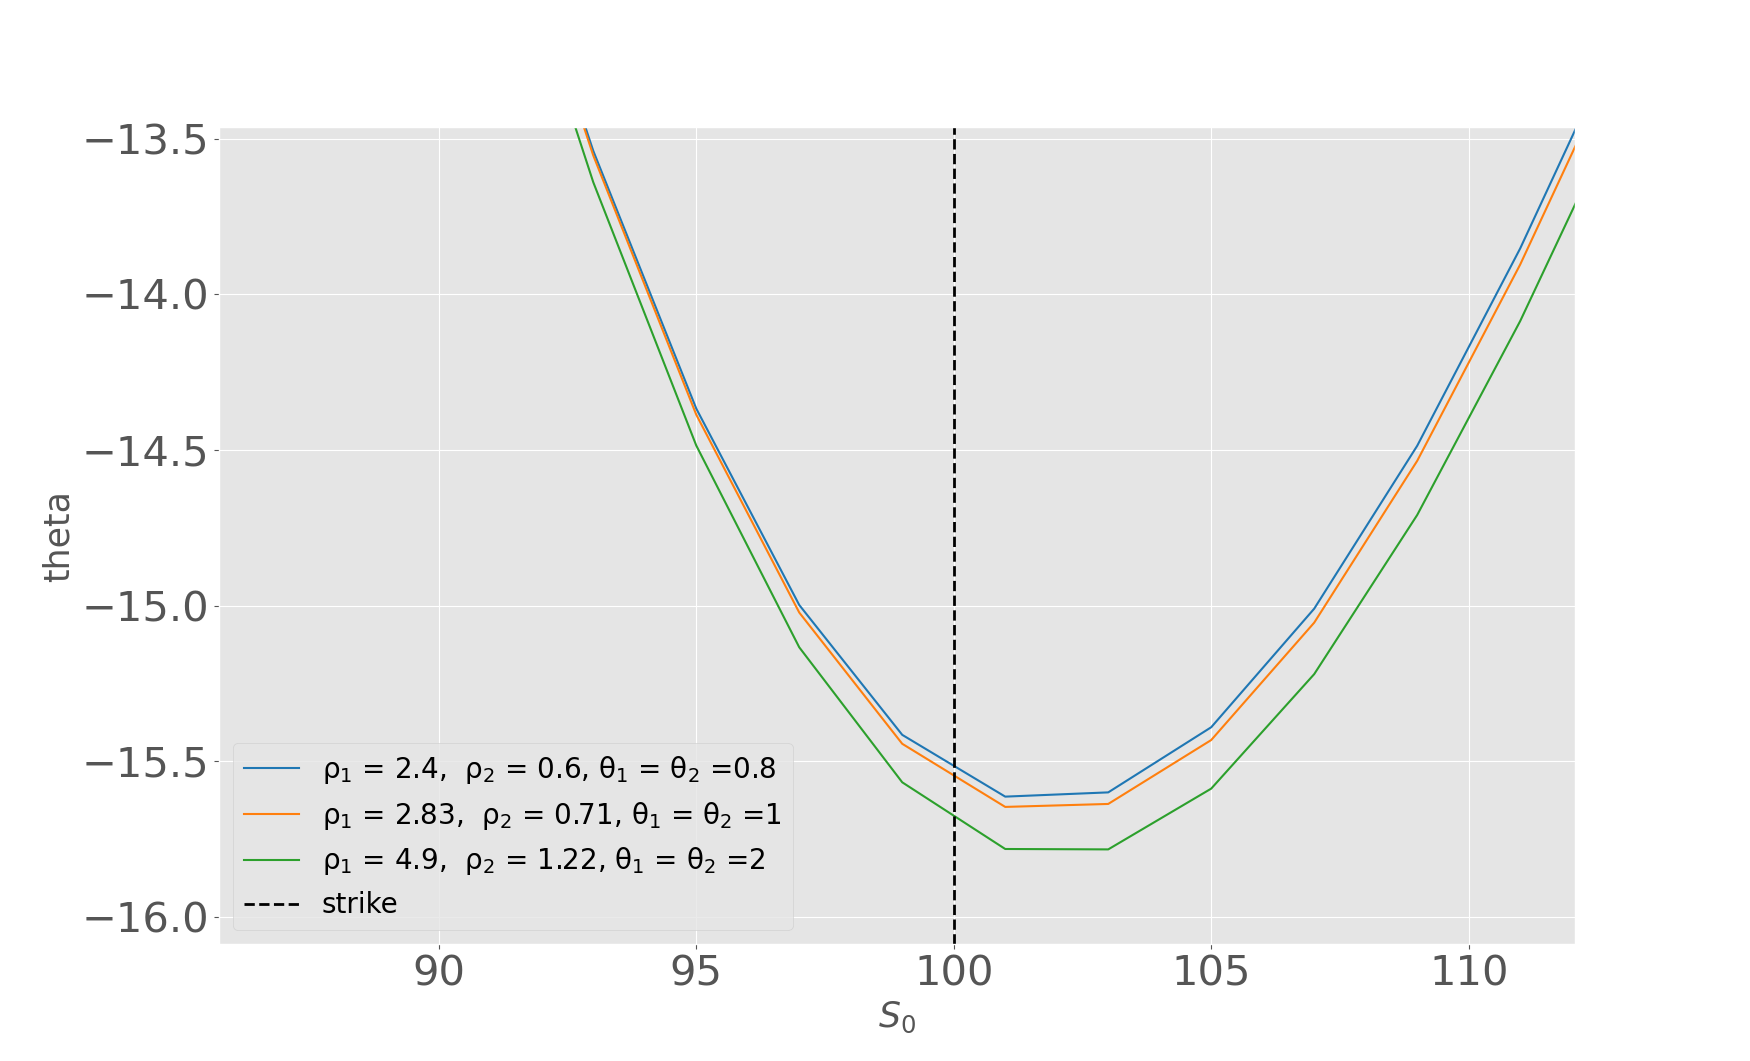 −13.5
−14.0
−14.5
−15.0
−15.5
−16.0
theta
ρ₁ = 2.4, ρ₂ = 0.6, θ₁ = θ₂ =0.8
ρ₁ = 2.83, ρ₂ = 0.71, θ₁ = θ₂ =1
ρ₁ = 4.9, ρ₂ = 1.22, θ₁ = θ₂ =2
strike
90 95 100 105 110
S₀